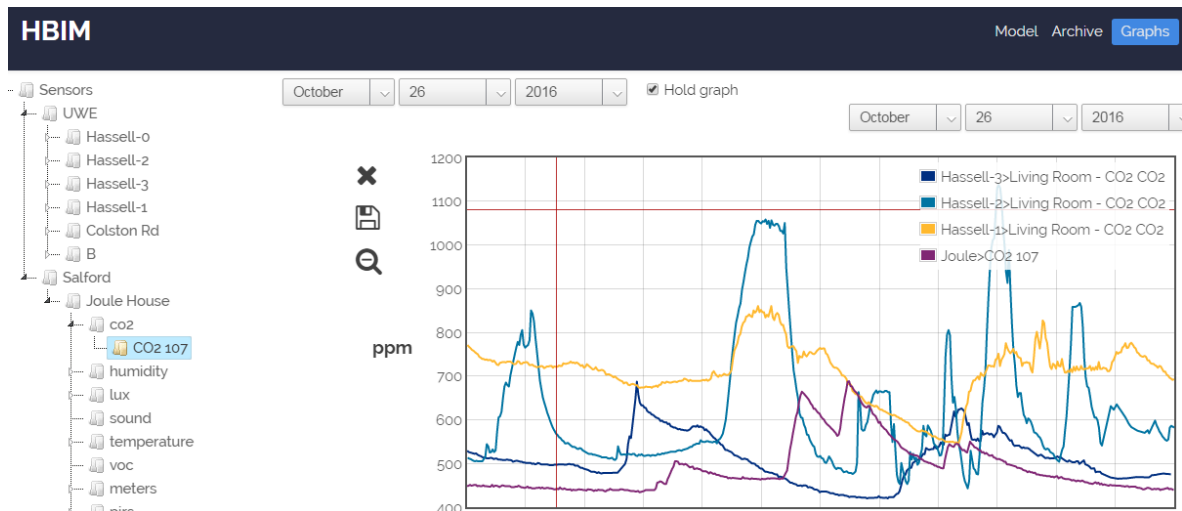 HBIM
Model Archive Graphs
Sensors
UWE
Hassell-0
Hassell-2
Hassell-3
Hassell-1
Colston Rd
B
Salford
Joule House
co2
CO2 107
humidity
lux
sound
temperature
voc
meters
pirs
October 26 2016 Hold graph
October 26 2016
ppm
1200
1100
1000
900
800
700
600
500
400
Hassell-3>Living Room - CO2 CO2
Hassell-2>Living Room - CO2 CO2
Hassell-1>Living Room - CO2 CO2
Joule>CO2 107